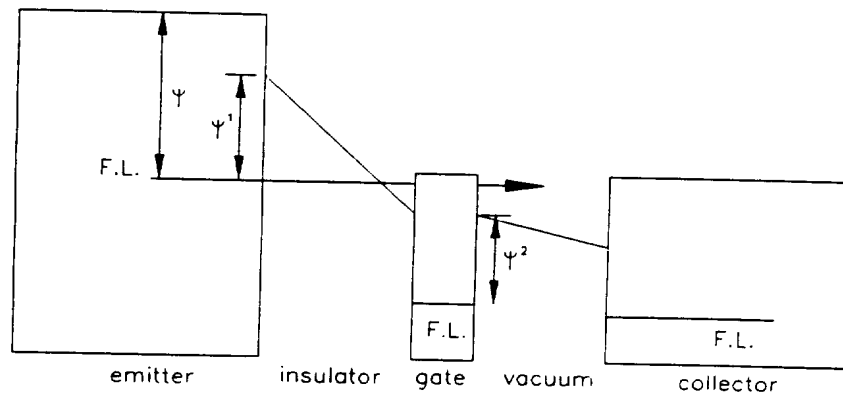 ψ
ψ¹
F.L.
ψ²
F.L.
F.L.
emitter insulator gate vacuum collector